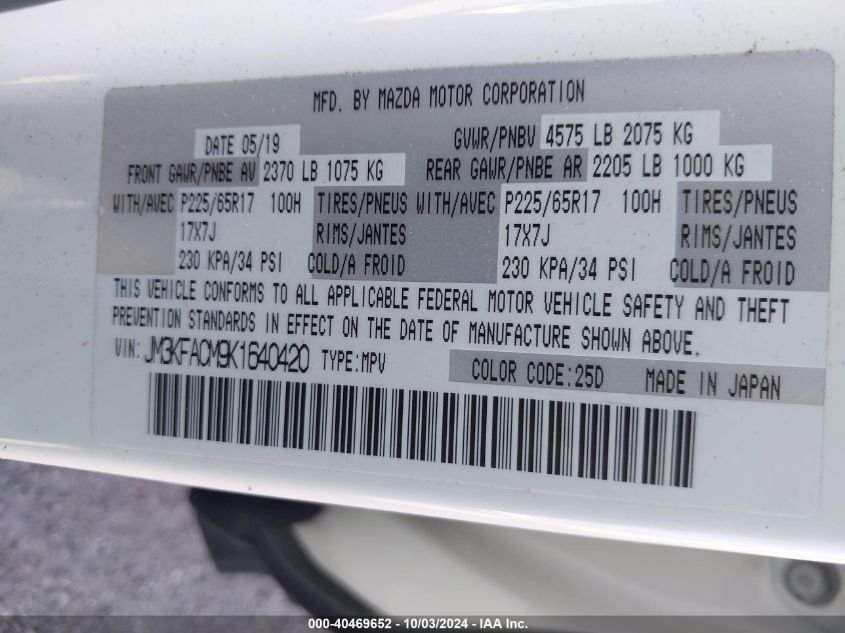 MFD. BY MAZDA MOTOR CORPORATION
DATE 05/19 GVWR/PNBV 4575 LB 2075 KG
FRONT GAWR/PNBE AV 2370 LB 1075 KG REAR GAWR/PNBE AR 2205 LB 1000 KG
WITH/AVEC P225/65R17 100H TIRES/PNEUS WITH/AVEC P225/65R17 100H TIRES/PNEUS
17X7J RIMS/JANTES 17X7J RIMS/JANTES
230 KPA/34 PSI COLD/A FROID 230 KPA/34 PSI COLD/A FROID
THIS VEHICLE CONFORMS TO ALL APPLICABLE FEDERAL MOTOR VEHICLE SAFETY AND THEFT
PREVENTION STANDARDS IN EFFECT ON THE DATE OF MANUFACTURE SHOWN ABOVE.
VIN: JM3KFACM9K1640420 TYPE:MPV COLOR CODE:25D MADE IN JAPAN
000-40469652 - 10/03/2024 - IAA Inc.